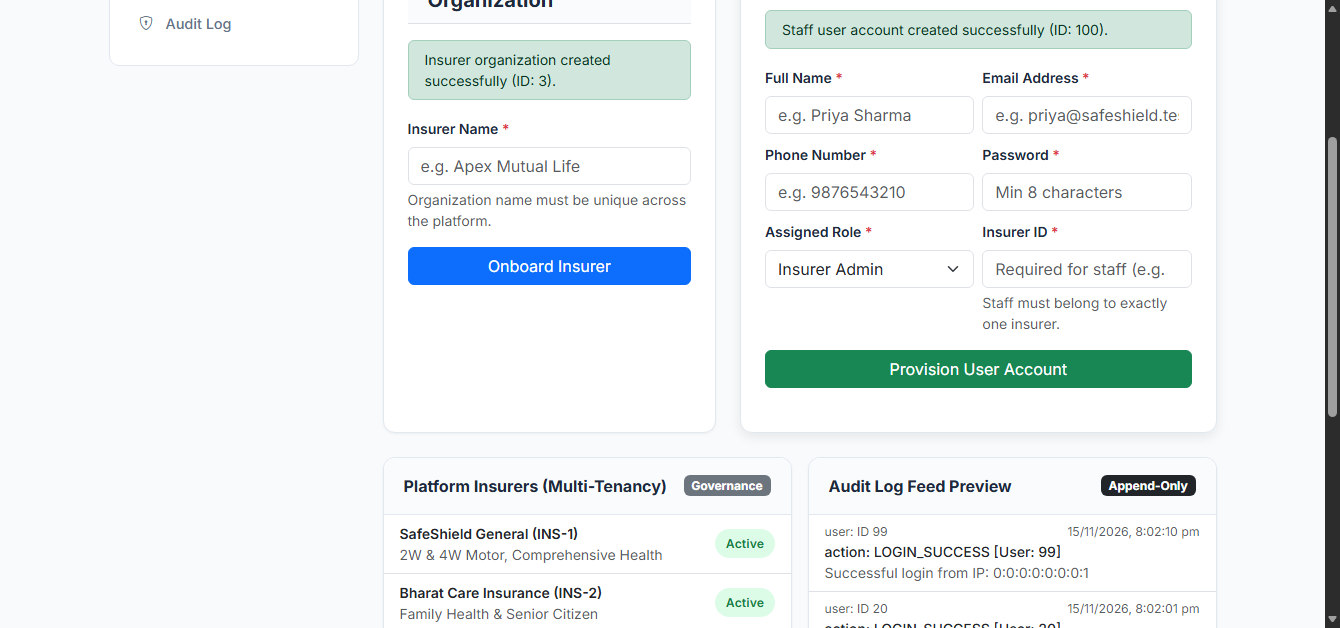 Audit Log
Organization
Insurer organization created
successfully (ID: 3).
Insurer Name *
e.g. Apex Mutual Life
Organization name must be unique across
the platform.
Onboard Insurer
Staff user account created successfully (ID: 100).
Full Name *
Email Address *
e.g. Priya Sharma
e.g. priya@safeshield.te
Phone Number *
Password *
e.g. 9876543210
Min 8 characters
Assigned Role *
Insurer ID *
Insurer Admin
Required for staff (e.g.
Staff must belong to exactly
one insurer.
Provision User Account
Platform Insurers (Multi-Tenancy)
Governance
SafeShield General (INS-1)
2W & 4W Motor, Comprehensive Health
Active
Bharat Care Insurance (INS-2)
Family Health & Senior Citizen
Active
Audit Log Feed Preview
Append-Only
user: ID 99
15/11/2026, 8:02:10 pm
action: LOGIN_SUCCESS [User: 99]
Successful login from IP: 0:0:0:0:0:0:0:1
user: ID 20
15/11/2026, 8:02:01 pm
action: LOGIN_SUCCESS [User: 20]